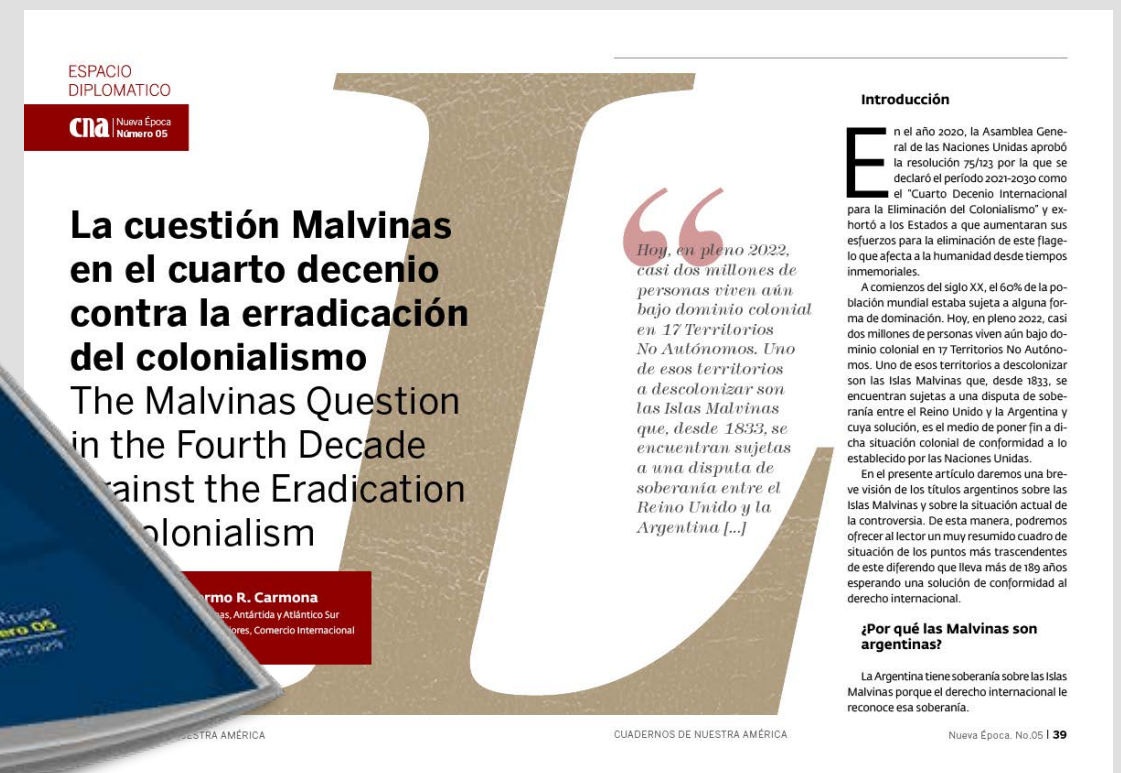 ESPACIO
DIPLOMATICO
cna
Nueva Época
Número 05
La cuestión Malvinas
en el cuarto decenio
contra la erradicación
del colonialismo
The Malvinas Question
in the Fourth Decade
the Eradication
R. Carmona
Antártida y Atlántico Sur
Comercio Internacional
AMÉRICA
Hoy, en pleno 2022,
casi dos millones de
personas viven aún
bajo dominio colonial
en 17 Territorios
No Autónomos. Uno
de esos territorios
a descolonizar son
las Islas Malvinas
que, desde 1833, se
encuentran sujetas
a una disputa de
soberanía entre el
Reino Unido y la
Argentina [...]
CUADERNOS DE NUESTRA AMÉRICA
Introducción
En el año 2020, la Asamblea Gene-
ral de las Naciones Unidas aprobó
la resolución 75/123 por la que se
declaró el período 2021-2030 como
el "Cuarto Decenio Internacional
para la Eliminación del Colonialismo" y ex-
hortó a los Estados a que aumentaran sus
esfuerzos para la eliminación de este flage-
lo que afecta a la humanidad desde tiempos
inmemoriales.
A comienzos del siglo XX, el 60% de la po-
blación mundial estaba sujeta a alguna for-
ma de dominación. Hoy, en pleno 2022, casi
dos millones de personas viven aún bajo do-
minio colonial en 17 Territorios No Autóno-
mos. Uno de esos territorios a descolonizar
son las Islas Malvinas que, desde 1833, se
encuentran sujetas a una disputa de sobe-
ranía entre el Reino Unido y la Argentina y
cuya solución, es el medio de poner fin a di-
cha situación colonial de conformidad a lo
establecido por las Naciones Unidas.
En el presente artículo daremos una bre-
ve visión de los títulos argentinos sobre las
Islas Malvinas y sobre la situación actual de
la controversia. De esta manera, podremos
ofrecer al lector un muy resumido cuadro de
situación de los puntos más trascendentes
de este diferendo que lleva más de 189 años
esperando una solución de conformidad al
derecho internacional.
¿Por qué las Malvinas son
argentinas?
La Argentina tiene soberanía sobre las Islas
Malvinas porque el derecho internacional le
reconoce esa soberanía.
Nueva Época. No.05 | 39